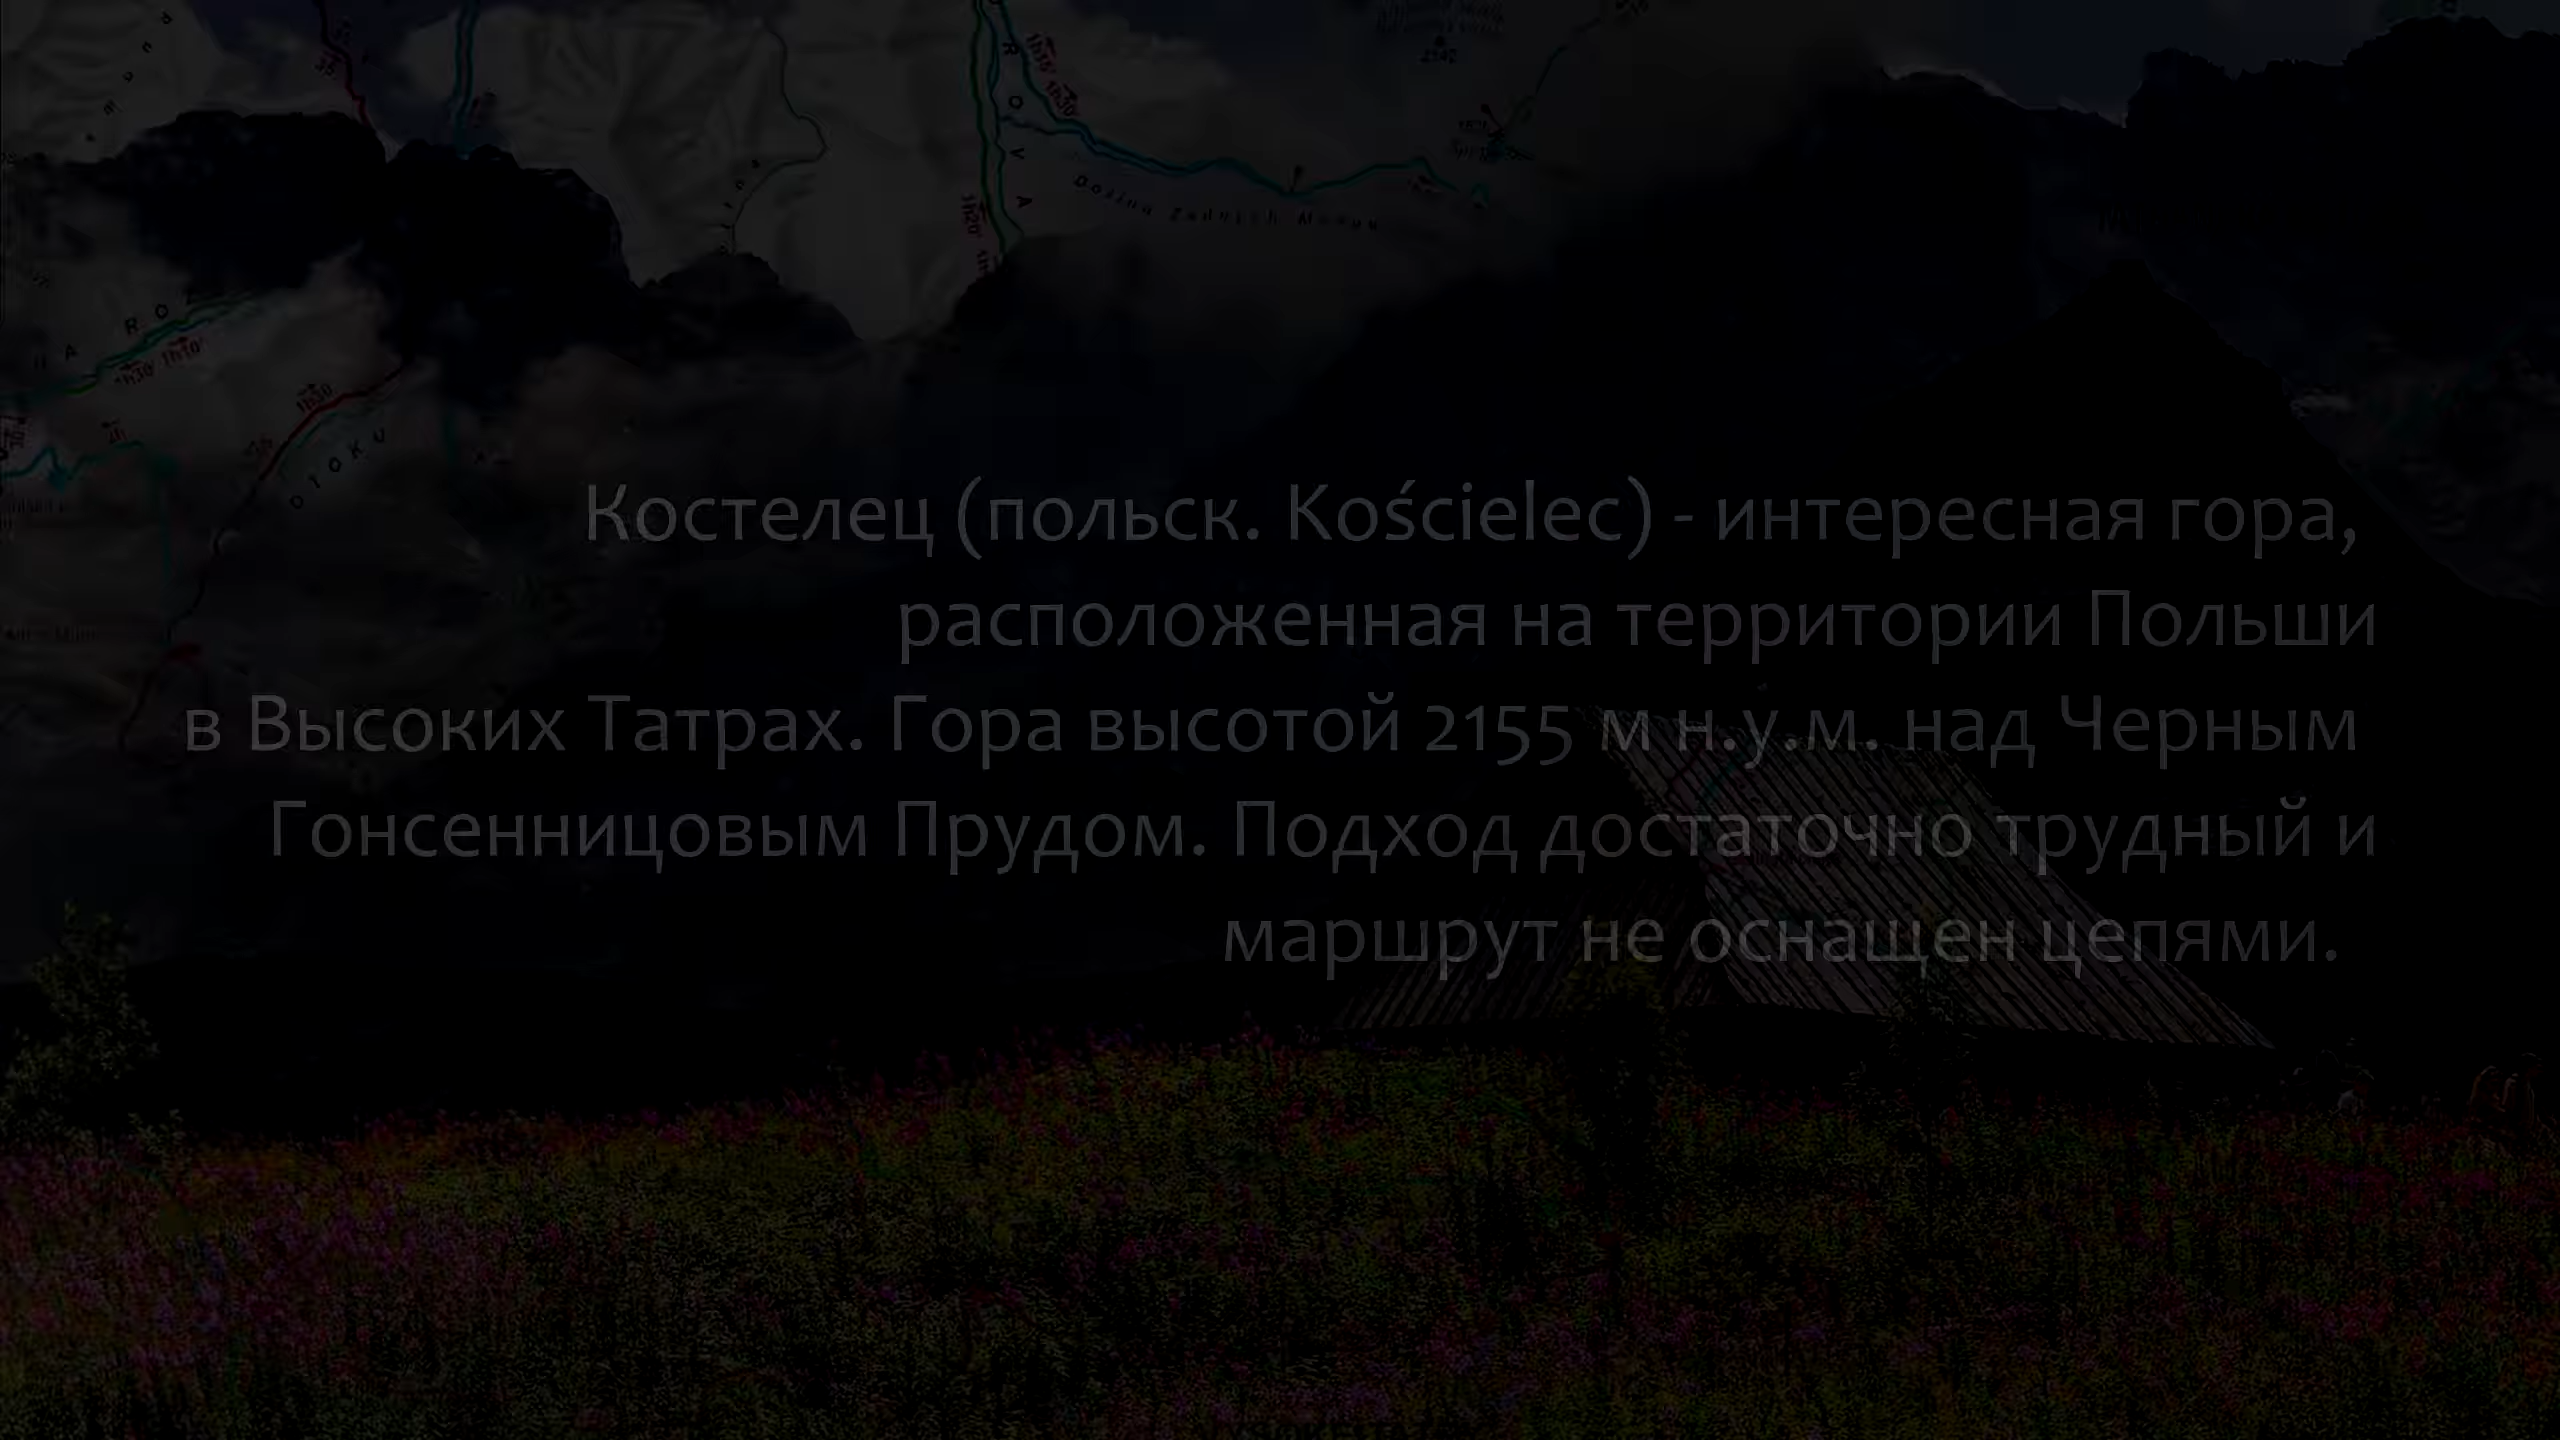 Костелец (польск. Kościelec) - интересная гора,
расположенная на территории Польши
в Высоких Татрах. Гора высотой 2155 м н.у.м. над Черным
Гонсенницовым Прудом. Подход достаточно трудный и
маршрут не оснащен цепями.